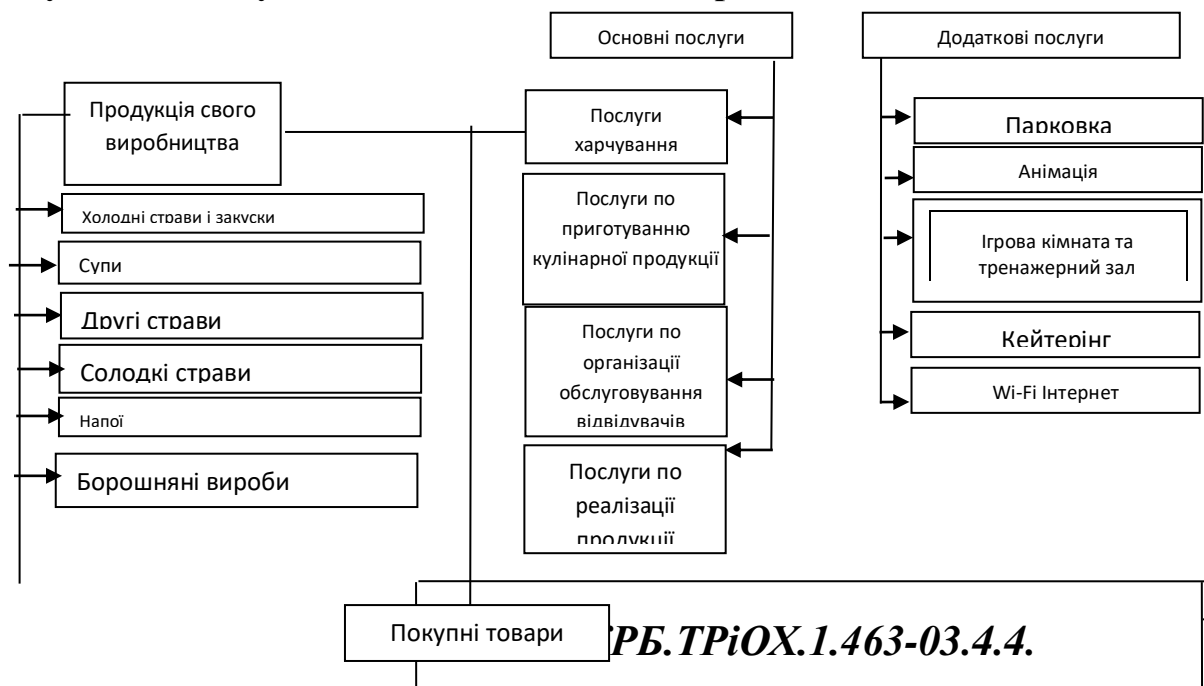 Основні послуги
Додаткові послуги
Продукція свого
виробництва
Холодні страви і закуски
Супи
Другі страви
Солодкі страви
Напої
Борошняні вироби
Послуги
харчування
Послуги по
приготуванню
кулінарної продукції
Послуги по
організації
обслуговування
відвідувачів
Послуги по
реалізації
продукції
Парковка
Анімація
Ігрова кімната та
тренажерний зал
Кейтерінг
Wi-Fi Інтернет
Покупні товари
РБ.ТРіОХ.1.463-03.4.4.